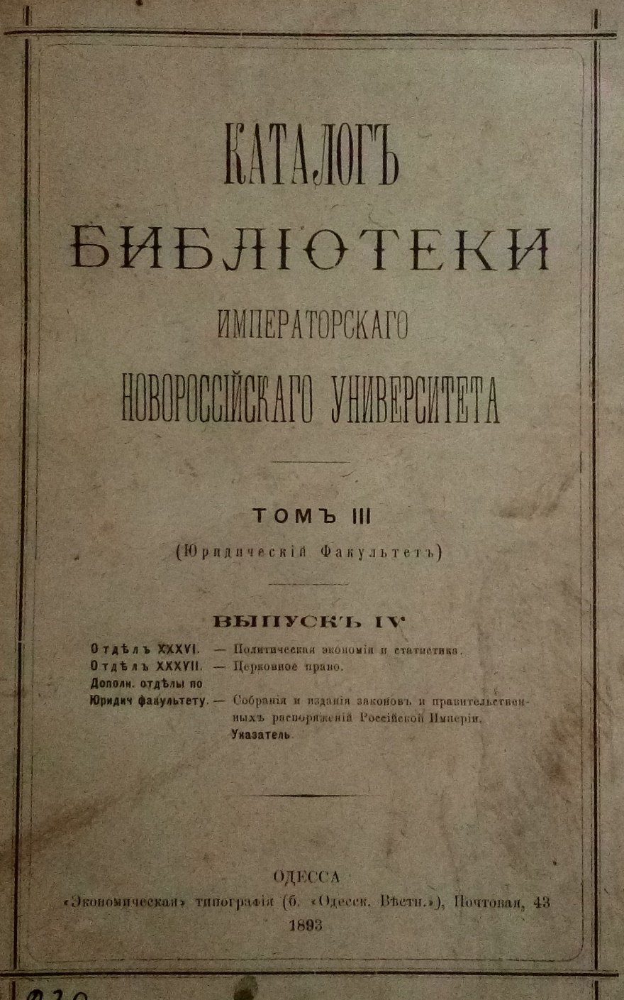 КАТАЛОГЪ
БИБЛІОТЕКИ
ИМПЕРАТОРСКАГО
НОВОРОССІЙСКАГО УНИВЕРСИТЕТА
ТОМЪ III
(Юридическій Факультетъ)
ВЫПУСКЪ IV
Отдѣлъ XXXVI. — Политическая экономія и статистика.
Отдѣлъ XXXVII. — Церковное право.
Дополн. отдѣлы по
Юридич факультету. — Собранія и изданія законовъ и правительствен-
ныхъ распоряженій Россійской Имперіи.
Указатель
ОДЕССА
«Экономическая» типографія (б. «Одесск. Вѣстн.»), Почтовая, 43
1893